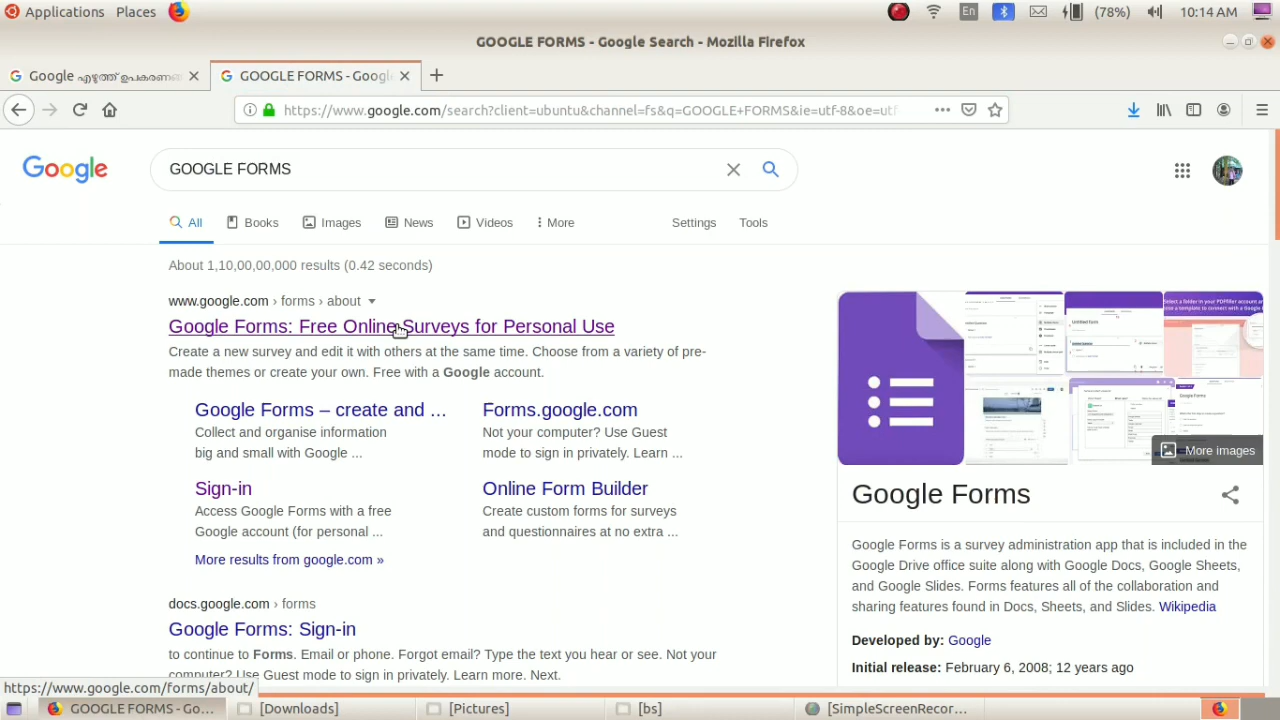 Applications Places
En
(78%)
10:14 AM
GOOGLE FORMS - Google Search - Mozilla Firefox
Google എഴുത്ത് ഉപകരണങ്ങ
GOOGLE FORMS - Googl
https://www.google.com/search?client=ubuntu&channel=fs&q=GOOGLE+FORMS&ie=utf-8&oe=utf
Google
GOOGLE FORMS
All Books Images News Videos More Settings Tools
About 1,10,00,00,000 results (0.42 seconds)
www.google.com › forms › about
Google Forms: Free Online Surveys for Personal Use
Create a new survey and edit it with others at the same time. Choose from a variety of pre-
made themes or create your own. Free with a Google account.
Google Forms – create and ...
Collect and organise information
big and small with Google ...
Forms.google.com
Not your computer? Use Guest
mode to sign in privately. Learn ...
Sign-in
Access Google Forms with a free
Google account (for personal ...
Online Form Builder
Create custom forms for surveys
and questionnaires at no extra ...
More results from google.com »
docs.google.com › forms
Google Forms: Sign-in
to continue to Forms. Email or phone. Forgot email? Type the text you hear or see. Not your
computer? Use Guest mode to sign in privately. Learn more. Next.
More images
Google Forms
Google Forms is a survey administration app that is included in the
Google Drive office suite along with Google Docs, Google Sheets,
and Google Slides. Forms features all of the collaboration and
sharing features found in Docs, Sheets, and Slides. Wikipedia
Developed by: Google
Initial release: February 6, 2008; 12 years ago
https://www.google.com/forms/about/
GOOGLE FORMS - Go...
[Downloads]
[Pictures]
[bs]
[SimpleScreenRecor...